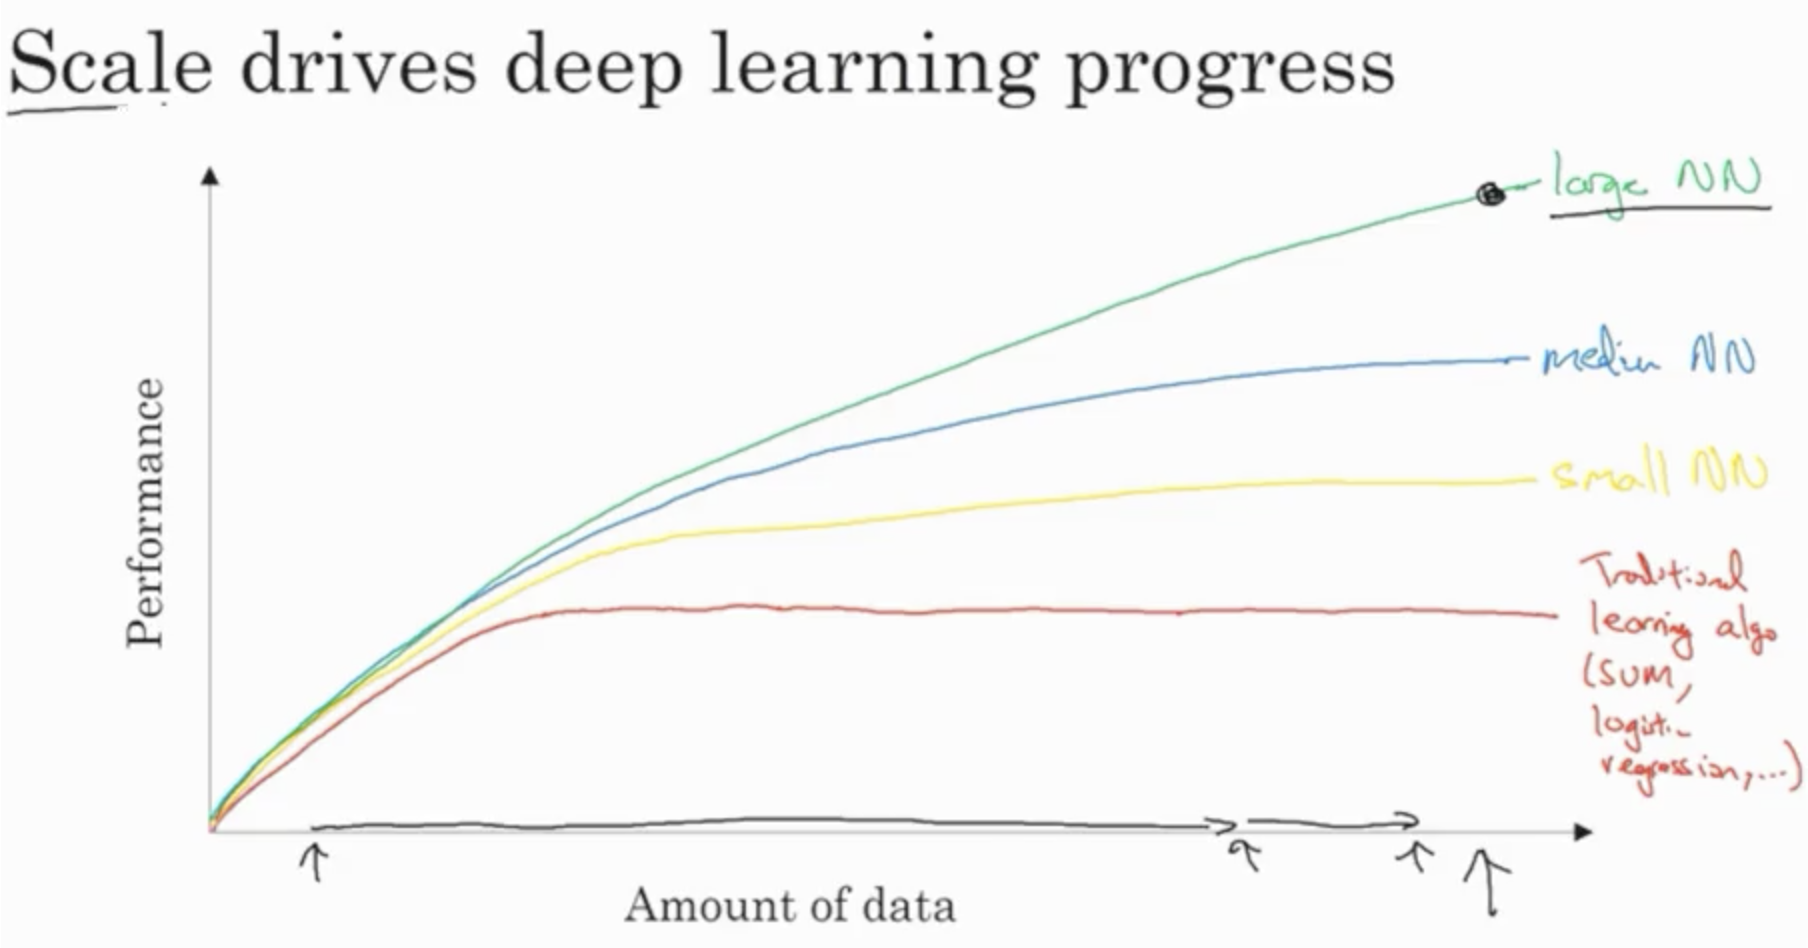 Scale drives deep learning progress
large NN
medium NN
small NN
Traditional
learning algo
(SVM,
logistic
regression,...)
Performance
Amount of data